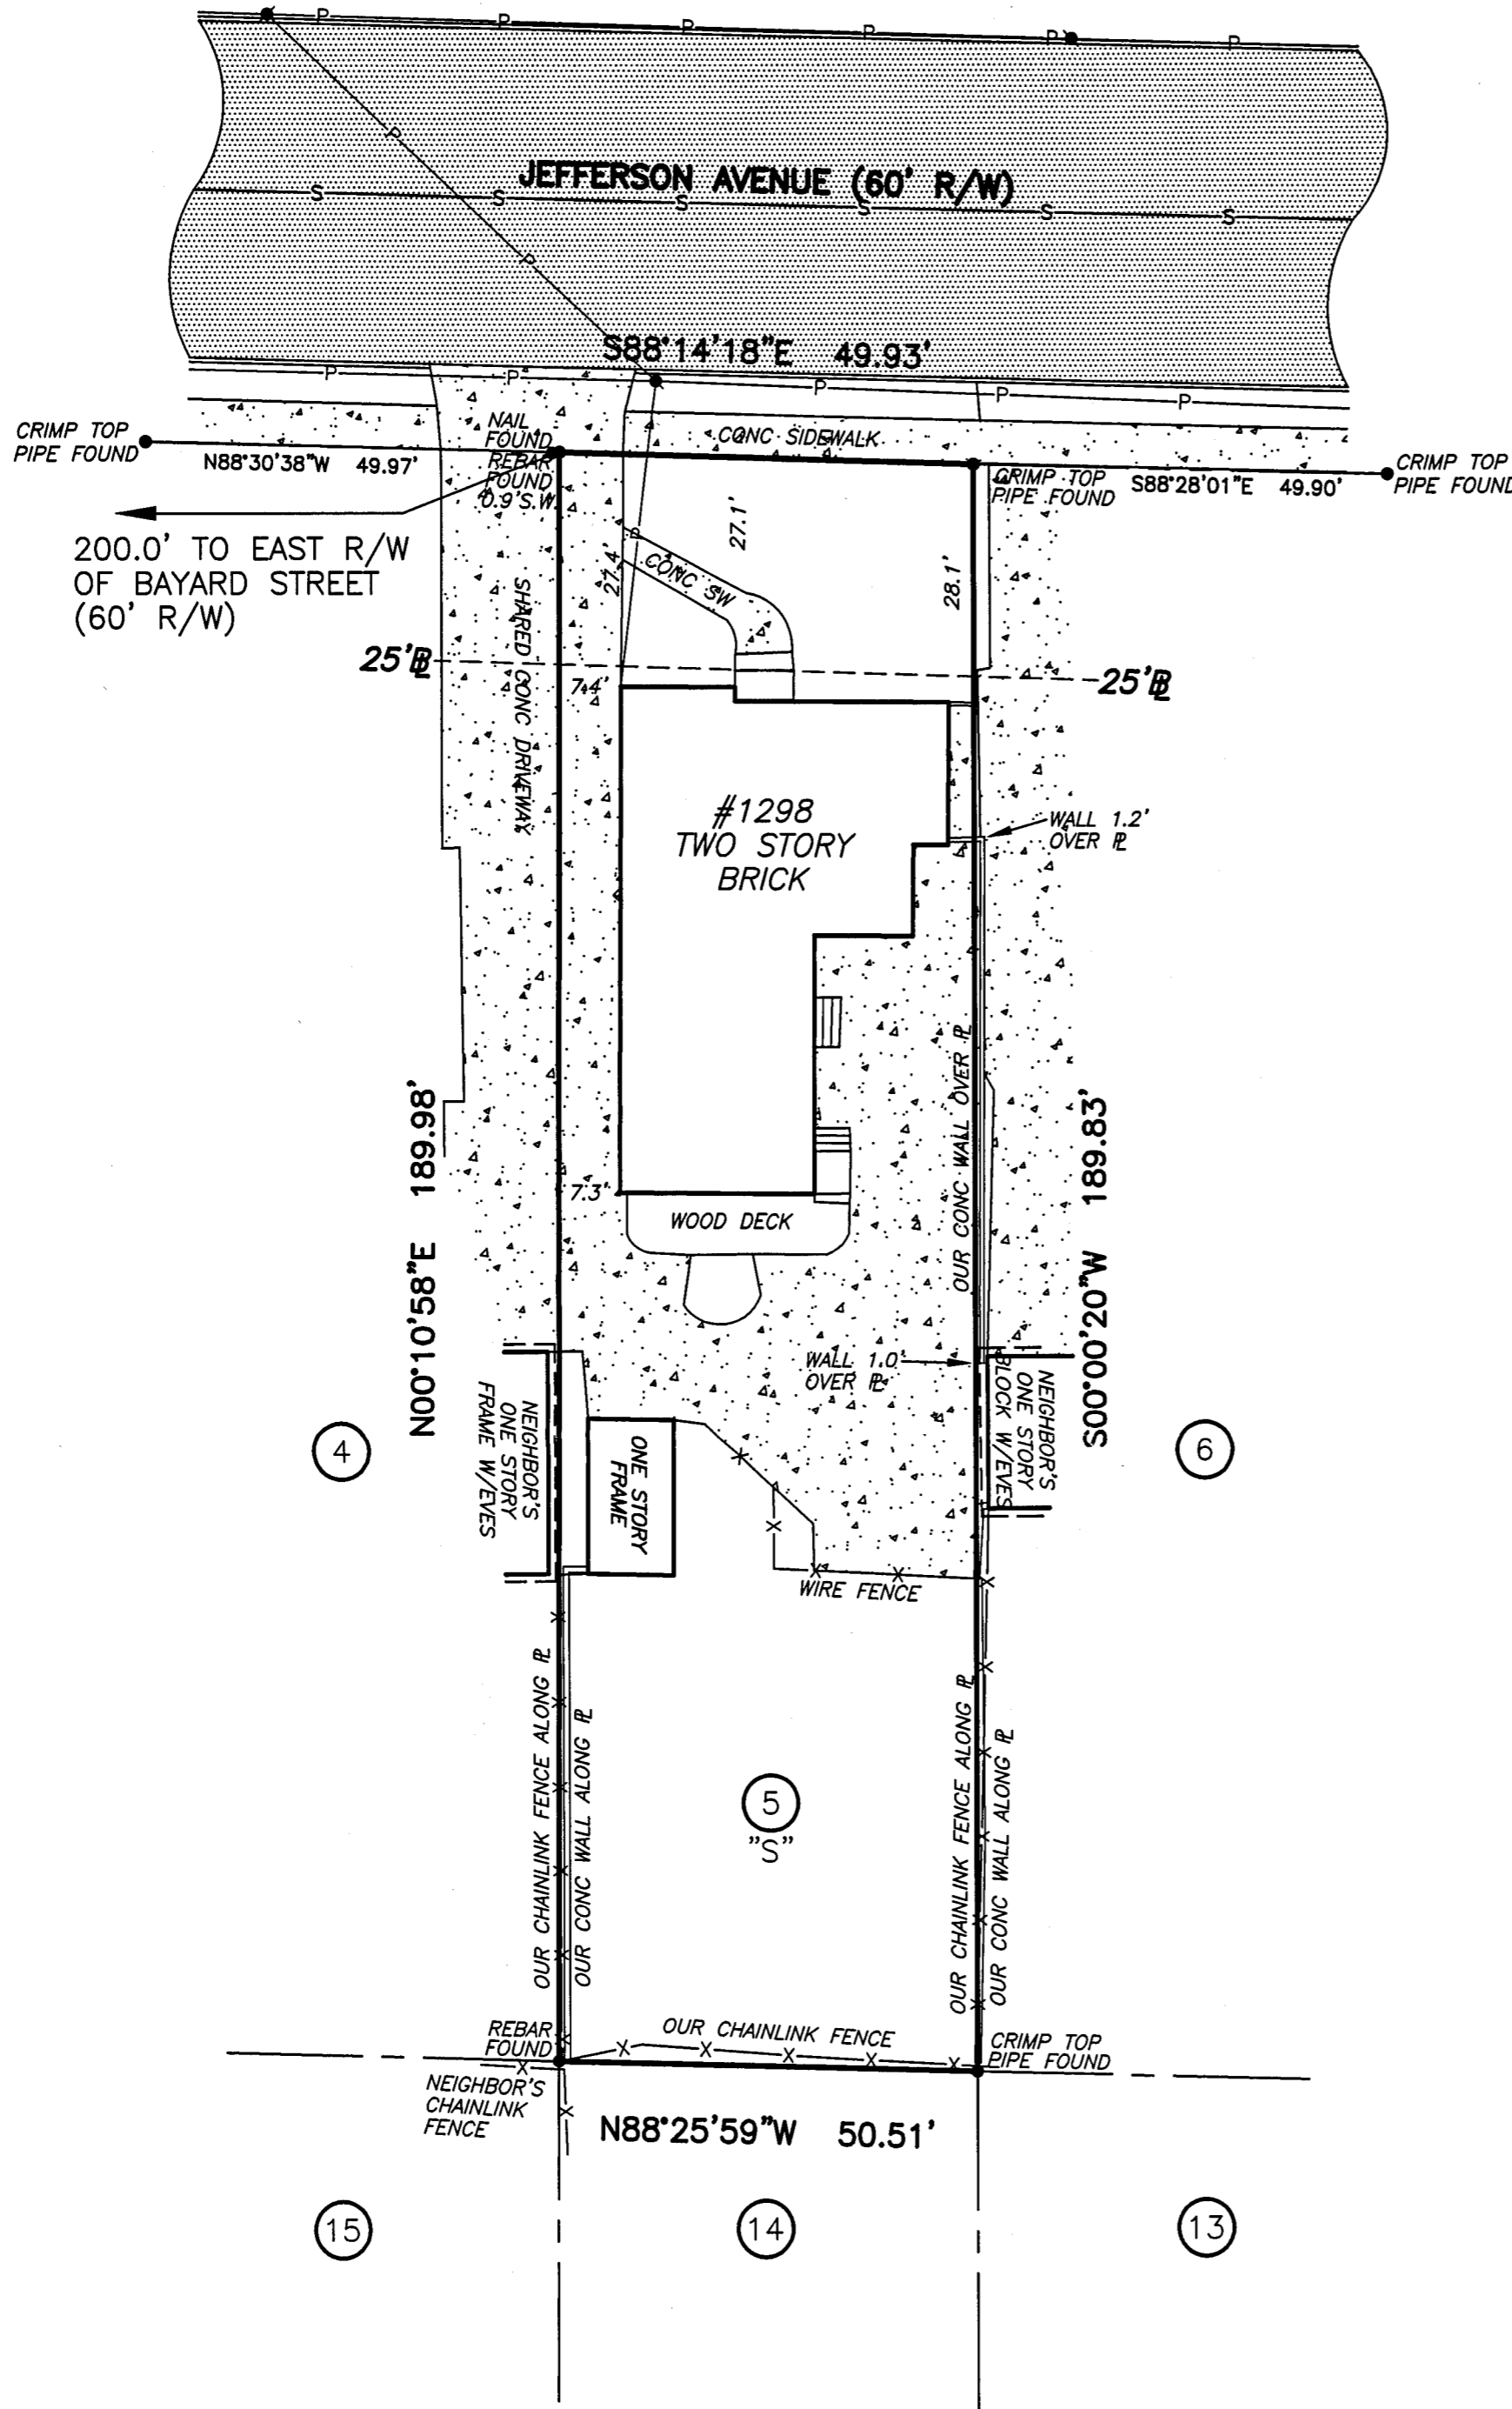 JEFFERSON AVENUE (60' R/W)
S88°14'18"E 49.93'
CRIMP TOP
PIPE FOUND
N88°30'38"W 49.97'
NAIL
FOUND
REBAR
FOUND
0.9'S.W.
CONC SIDEWALK
CRIMP TOP
PIPE FOUND
S88°28'01"E 49.90'
CRIMP TOP
PIPE FOUND
200.0' TO EAST R/W
OF BAYARD STREET
(60' R/W)
SHARED CONC DRIVEWAY
27.4'
CONC SW
27.1'
28.1'
25'BL
25'BL
7.4'
#1298
TWO STORY
BRICK
WALL 1.2'
OVER PL
OUR CONC WALL OVER PL
N00°10'58"E 189.98'
S00°00'20"W 189.83'
7.3'
WOOD DECK
WALL 1.0'
OVER PL
NEIGHBOR'S
ONE STORY
FRAME W/EVES
ONE STORY
FRAME
NEIGHBOR'S
ONE STORY
BLOCK W/EVES
4
6
WIRE FENCE
OUR CHAINLINK FENCE ALONG PL
OUR CONC WALL ALONG PL
5
"S"
OUR CHAINLINK FENCE ALONG PL
OUR CONC WALL ALONG PL
REBAR
FOUND
OUR CHAINLINK FENCE
CRIMP TOP
PIPE FOUND
NEIGHBOR'S
CHAINLINK
FENCE
N88°25'59"W 50.51'
15
14
13